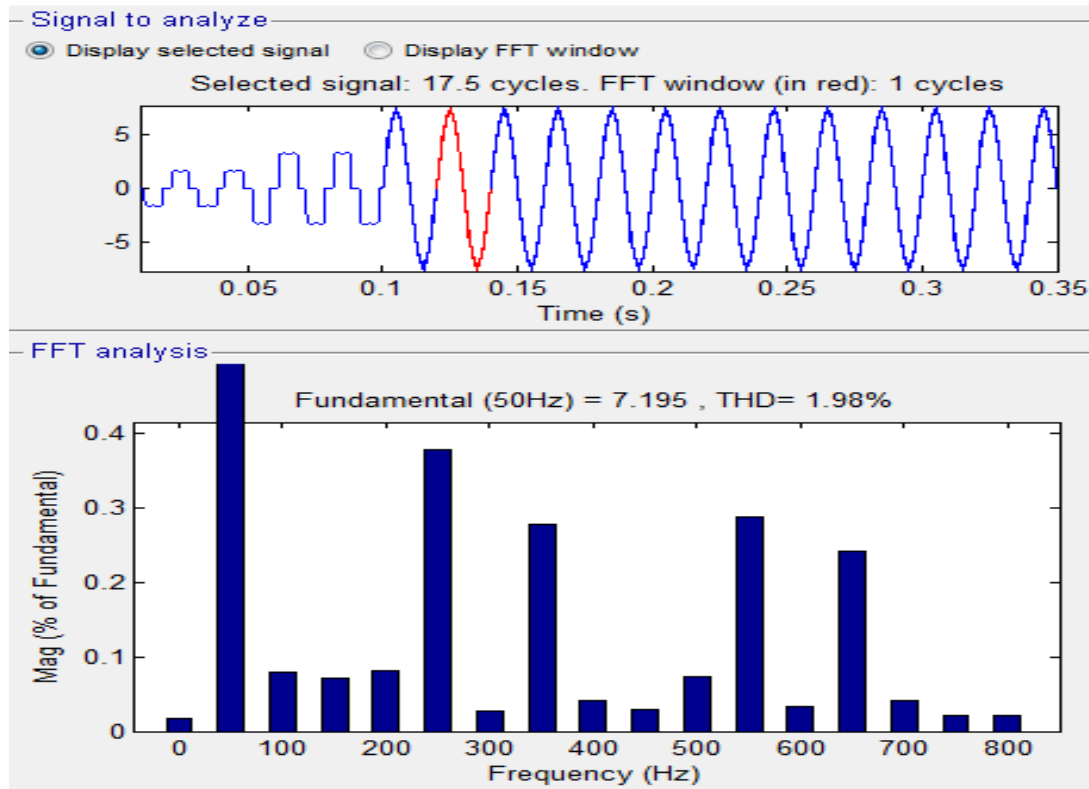 Signal to analyze
Display selected signal Display FFT window
Selected signal: 17.5 cycles. FFT window (in red): 1 cycles
5
0
-5
0.05 0.1 0.15 0.2 0.25 0.3 0.35
Time (s)
FFT analysis
Fundamental (50Hz) = 7.195 , THD= 1.98%
0.4
0.3
0.2
0.1
0
Mag (% of Fundamental)
0 100 200 300 400 500 600 700 800
Frequency (Hz)